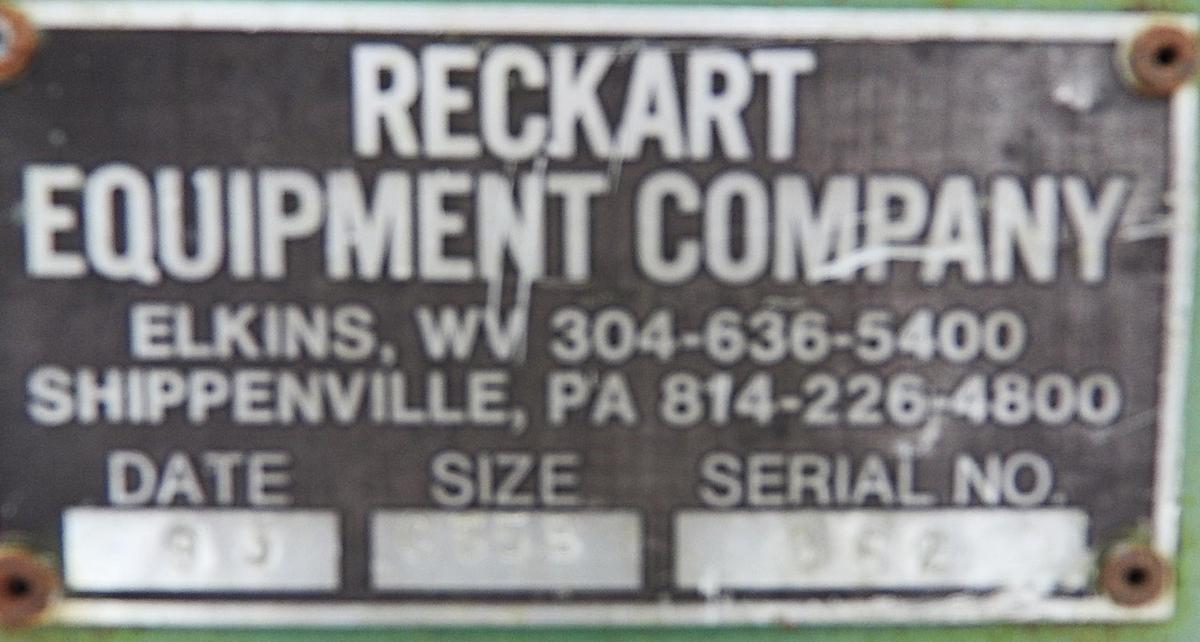 RECKART
EQUIPMENT COMPANY
ELKINS, WV 304-636-5400
SHIPPENVILLE, PA 814-226-4800
DATE SIZE SERIAL NO.